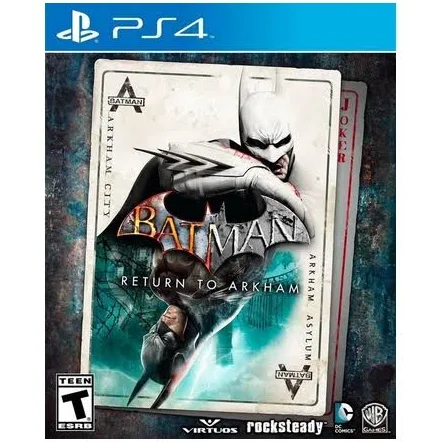 PS4
A
BATMAN
ARKHAM CITY
J
O
K
E
R
BATMAN
RETURN TO ARKHAM
ARKHAM ASYLUM
BATMAN
A
TEEN
T
ESRB
VIRTUOS
rocksteady
DC
COMICS
WB
GAMES